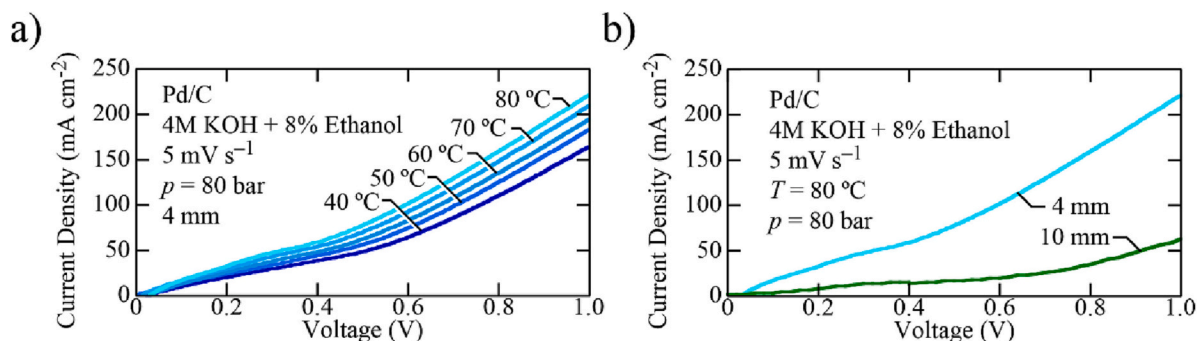 a)
Current Density (mA cm⁻²)
250
200
150
100
50
0
Pd/C
4M KOH + 8% Ethanol
5 mV s⁻¹
p = 80 bar
4 mm
80 ºC
70 ºC
60 ºC
50 ºC
40 ºC
0 0.2 0.4 0.6 0.8 1.0
Voltage (V)
b)
Current Density (mA cm⁻²)
250
200
150
100
50
0
Pd/C
4M KOH + 8% Ethanol
5 mV s⁻¹
T = 80 ºC
p = 80 bar
4 mm
10 mm
0 0.2 0.4 0.6 0.8 1.0
Voltage (V)